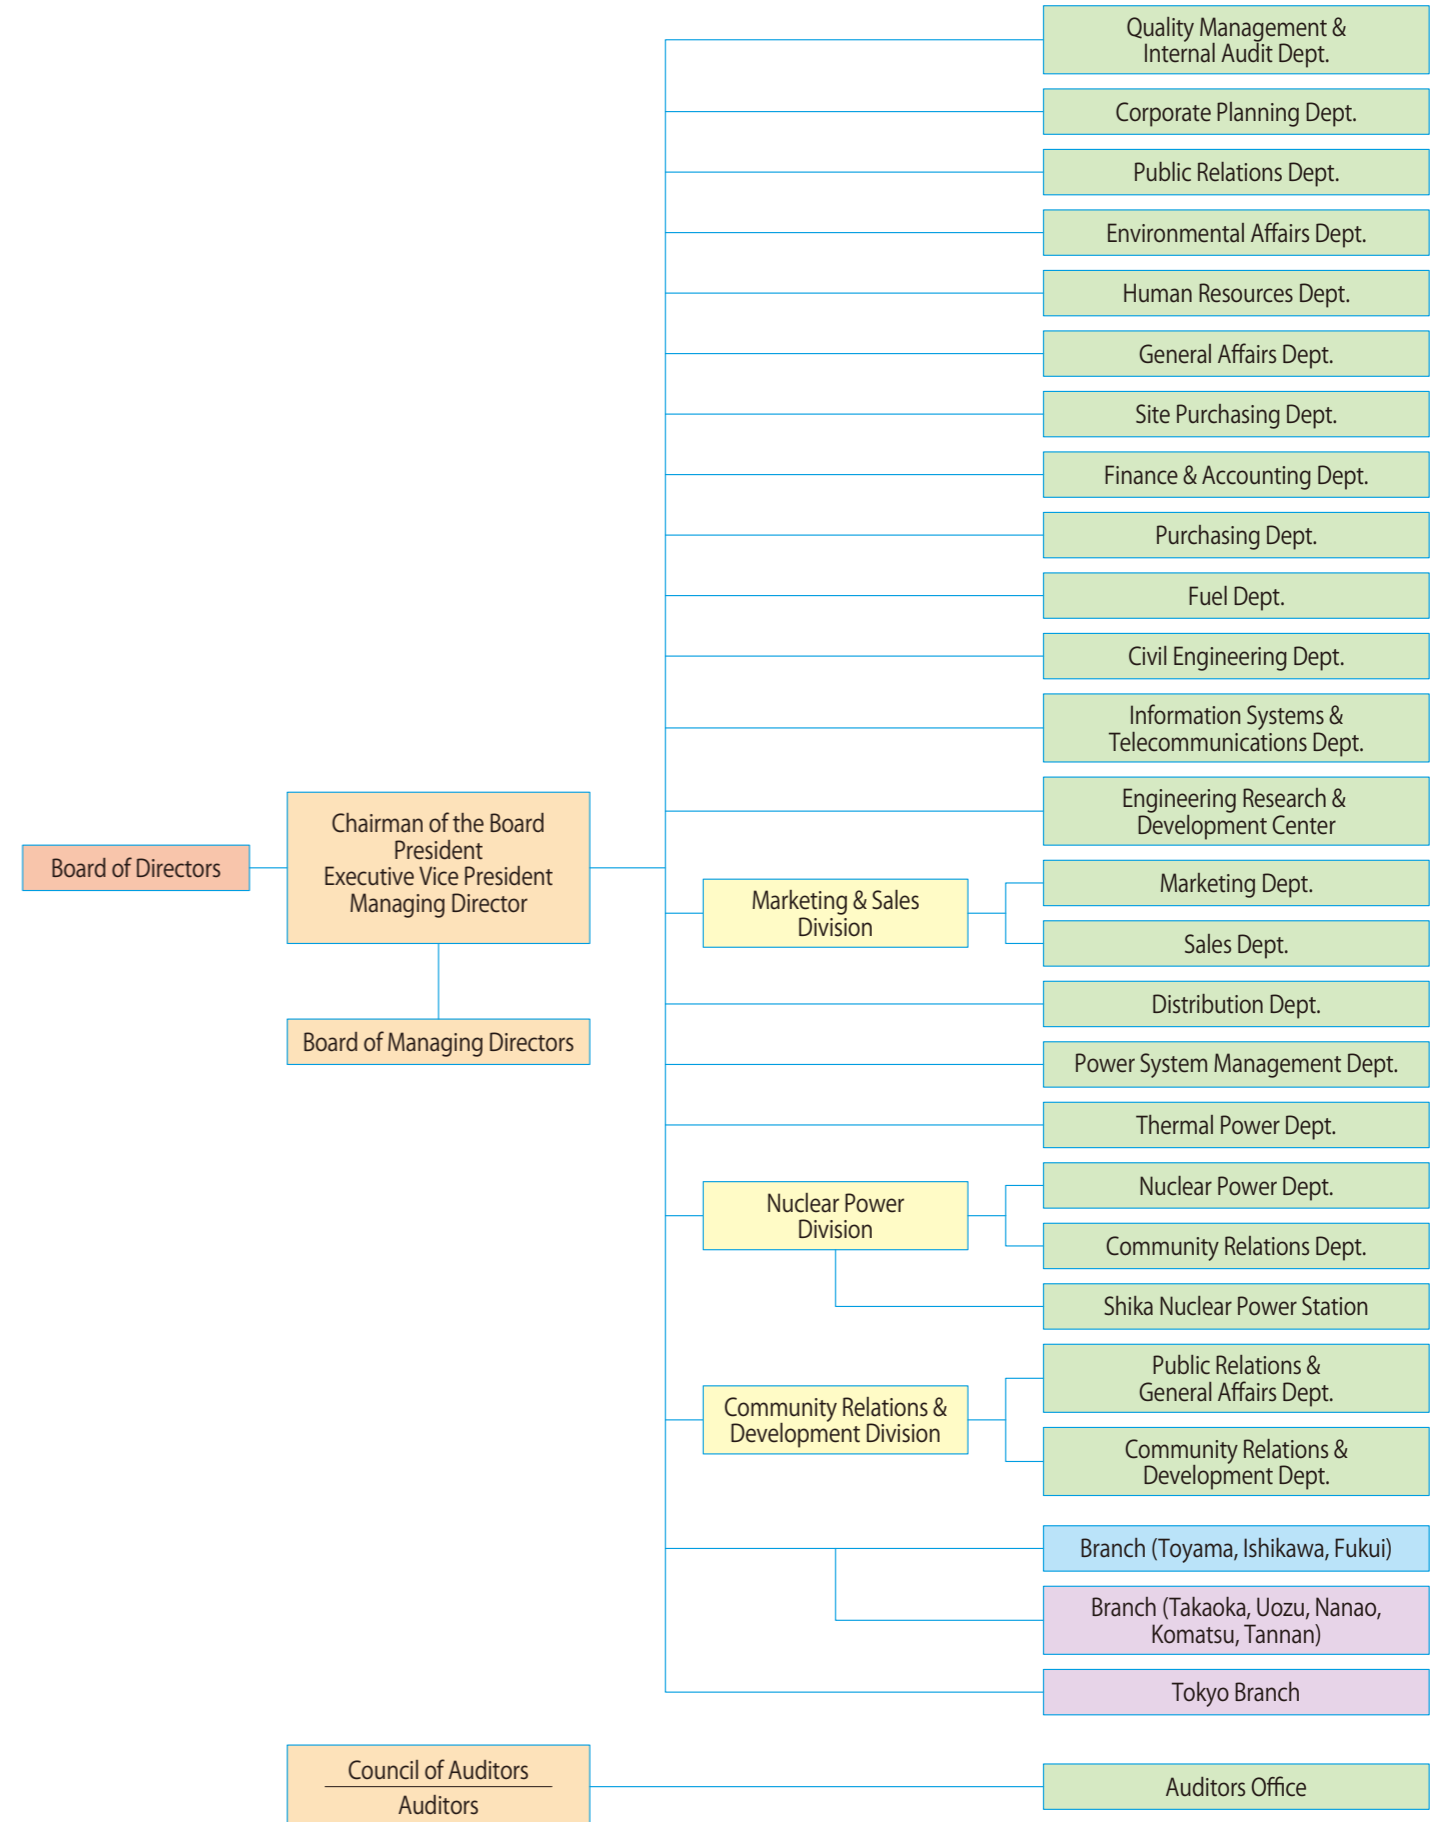 Quality Management &
Internal Audit Dept.
Corporate Planning Dept.
Public Relations Dept.
Environmental Affairs Dept.
Human Resources Dept.
General Affairs Dept.
Site Purchasing Dept.
Finance & Accounting Dept.
Purchasing Dept.
Fuel Dept.
Civil Engineering Dept.
Information Systems &
Telecommunications Dept.
Engineering Research &
Development Center
Board of Directors
Chairman of the Board
President
Executive Vice President
Managing Director
Board of Managing Directors
Marketing & Sales
Division
Marketing Dept.
Sales Dept.
Distribution Dept.
Power System Management Dept.
Thermal Power Dept.
Nuclear Power
Division
Nuclear Power Dept.
Community Relations Dept.
Shika Nuclear Power Station
Community Relations &
Development Division
Public Relations &
General Affairs Dept.
Community Relations &
Development Dept.
Branch (Toyama, Ishikawa, Fukui)
Branch (Takaoka, Uozu, Nanao,
Komatsu, Tannan)
Tokyo Branch
Council of Auditors
Auditors
Auditors Office